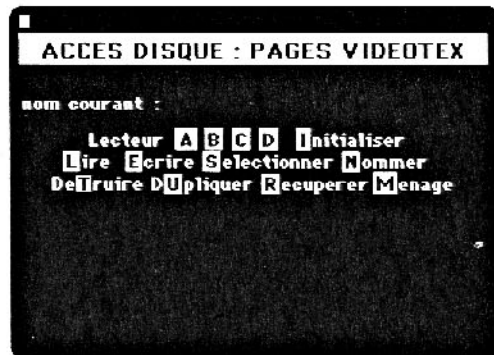 ACCES DISQUE : PAGES VIDEOTEX
nom courant :
Lecteur A B C D Initialiser
Lire Ecrire Selectionner Nommer
DeTruire DUpliquer Recuperer Menage